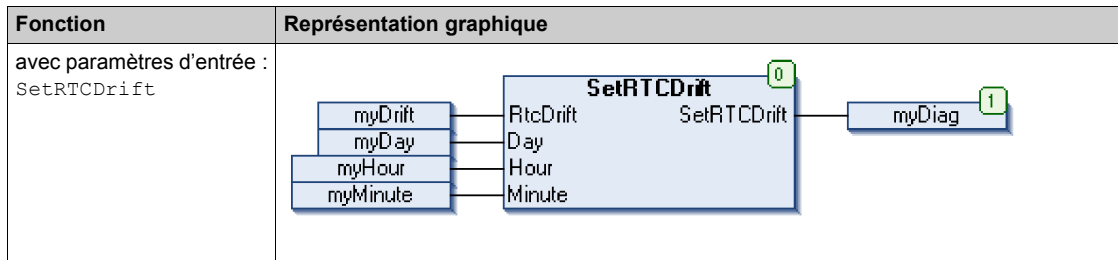 Fonction
Représentation graphique
avec paramètres d'entrée :
SetRTCDrift
0
SetRTCDrift
myDrift
RtcDrift
SetRTCDrift
myDiag
1
myDay
Day
myHour
Hour
myMinute
Minute